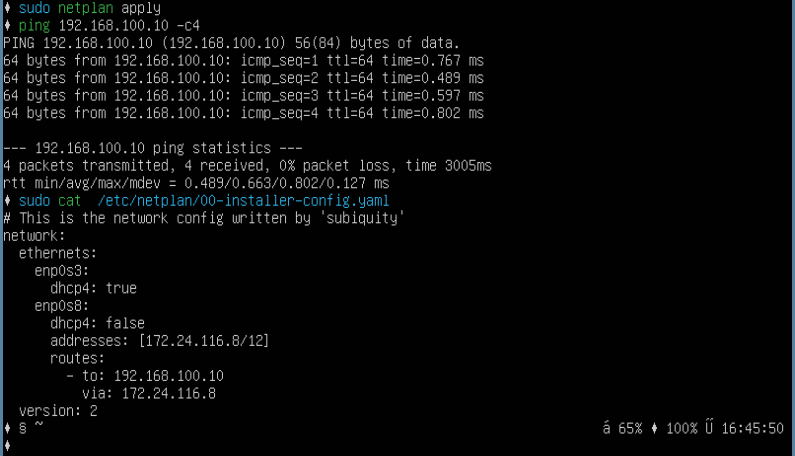 ♦ sudo netplan apply
♦ ping 192.168.100.10 -c4
PING 192.168.100.10 (192.168.100.10) 56(84) bytes of data.
64 bytes from 192.168.100.10: icmp_seq=1 ttl=64 time=0.767 ms
64 bytes from 192.168.100.10: icmp_seq=2 ttl=64 time=0.489 ms
64 bytes from 192.168.100.10: icmp_seq=3 ttl=64 time=0.597 ms
64 bytes from 192.168.100.10: icmp_seq=4 ttl=64 time=0.802 ms

--- 192.168.100.10 ping statistics ---
4 packets transmitted, 4 received, 0% packet loss, time 3005ms
rtt min/avg/max/mdev = 0.489/0.663/0.802/0.127 ms
♦ sudo cat  /etc/netplan/00-installer-config.yaml
# This is the network config written by 'subiquity'
network:
  ethernets:
    enp0s3:
      dhcp4: true
    enp0s8:
      dhcp4: false
      addresses: [172.24.116.8/12]
      routes:
        - to: 192.168.100.10
          via: 172.24.116.8
  version: 2
♦ § ~ á 65% ♦ 100% Ű 16:45:50
♦